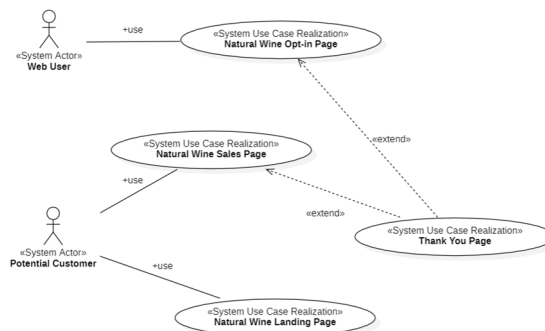 +use
«System Use Case Realization»
Natural Wine Opt-in Page
«System Actor»
Web User
«extend»
«System Use Case Realization»
Natural Wine Sales Page
+use
«extend»
«System Use Case Realization»
Thank You Page
«System Actor»
Potential Customer
+use
«System Use Case Realization»
Natural Wine Landing Page